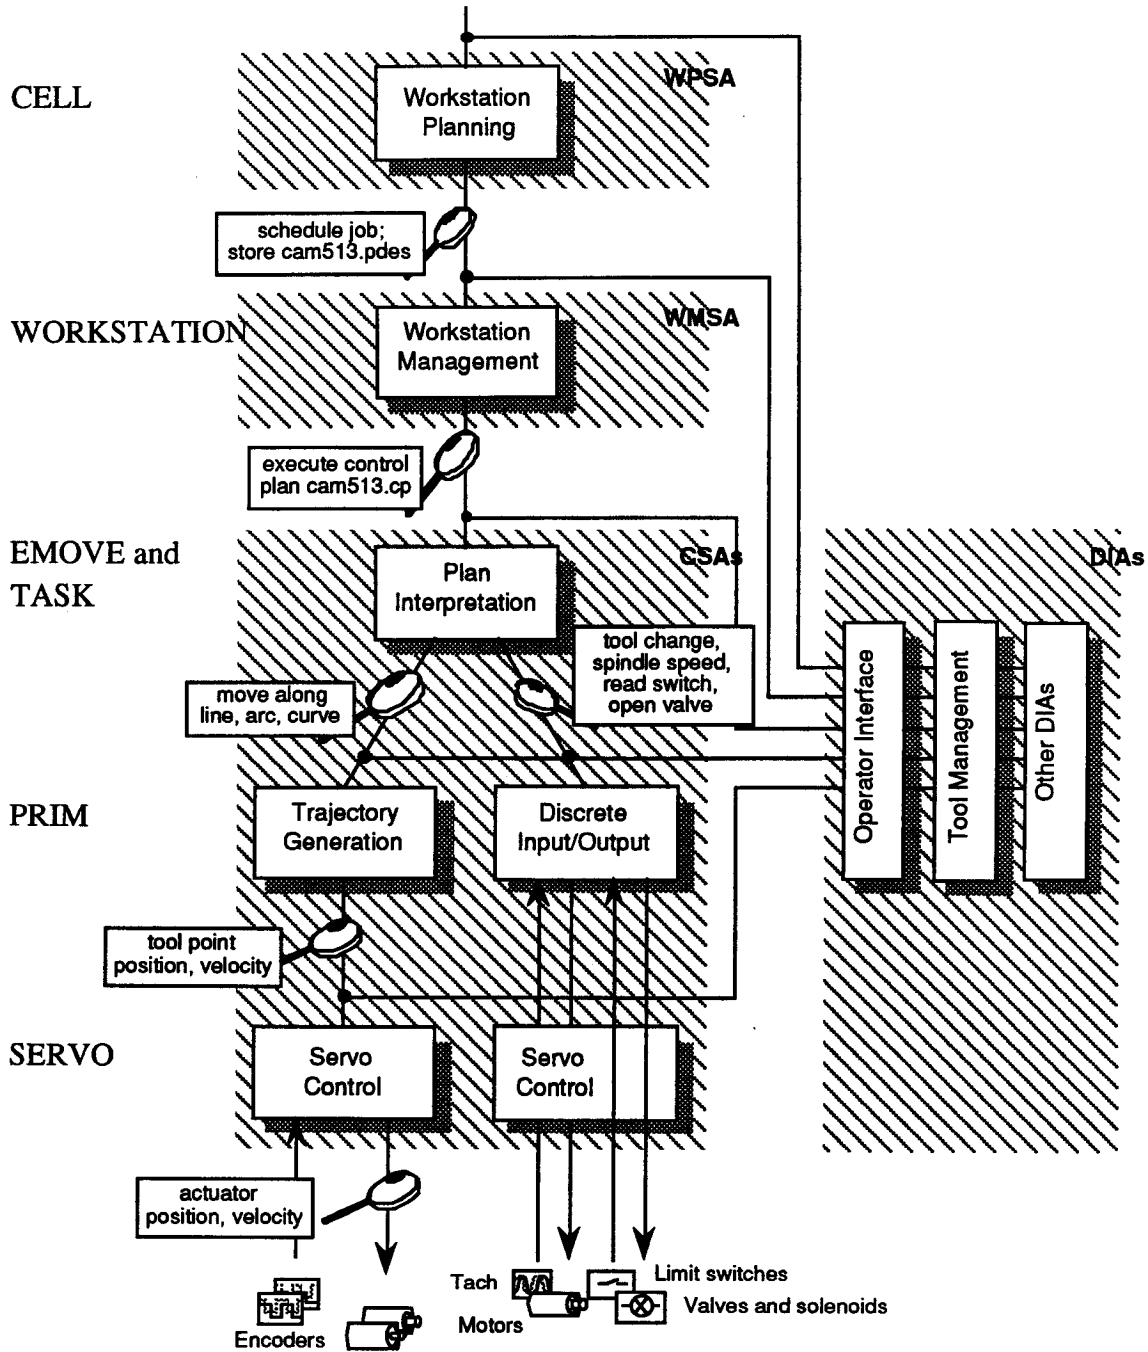 CELL
WPSA
Workstation
Planning
schedule job;
store cam513.pdes
WORKSTATION
WMSA
Workstation
Management
execute control
plan cam513.cp
EMOVE and
TASK
CSAs
DIAs
Plan
Interpretation
tool change,
spindle speed,
read switch,
open valve
move along
line, arc, curve
Operator Interface
Tool Management
Other DIAs
PRIM
Trajectory
Generation
Discrete
Input/Output
tool point
position, velocity
SERVO
Servo
Control
Servo
Control
actuator
position, velocity
Encoders
Tach
Motors
Limit switches
Valves and solenoids